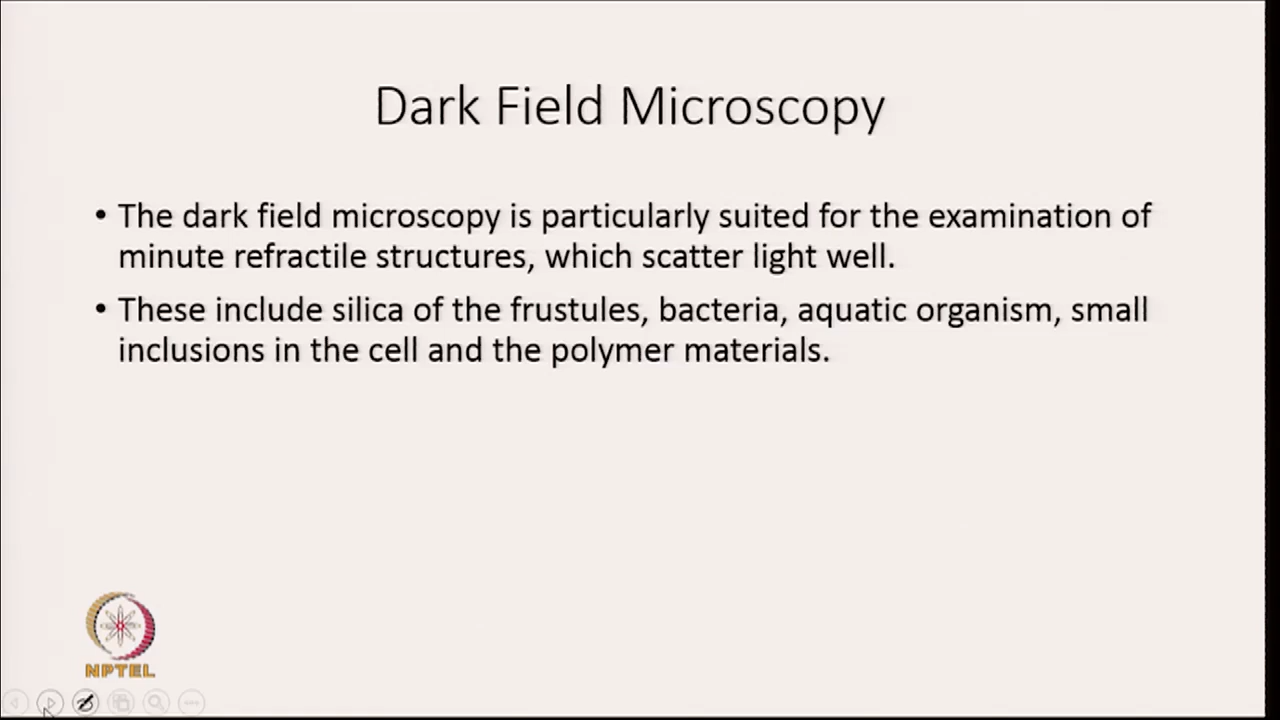 Dark Field Microscopy
• The dark field microscopy is particularly suited for the examination of
minute refractile structures, which scatter light well.
• These include silica of the frustules, bacteria, aquatic organism, small
inclusions in the cell and the polymer materials.
NPTEL